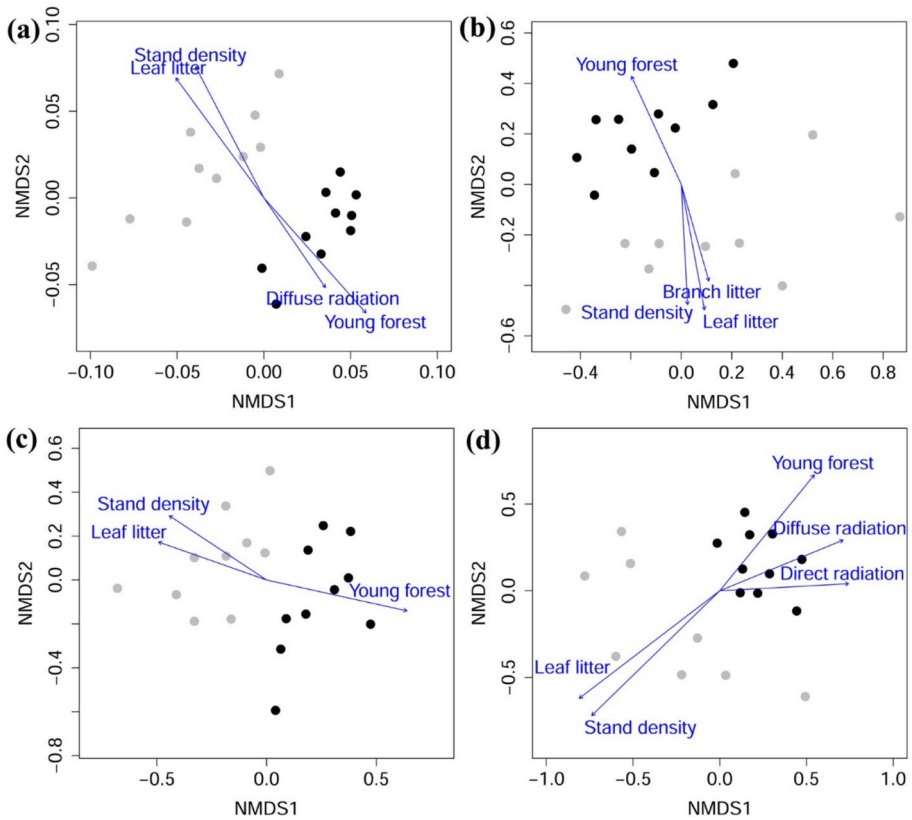 (a)
0.10
0.05
0.00
−0.05
NMDS2
Stand density
Leaf litter
Diffuse radiation
Young forest
−0.10
−0.05
0.00
0.05
0.10
NMDS1
(b)
0.6
0.4
0.2
0.0
−0.2
−0.6
NMDS2
Young forest
Branch litter
Stand density
Leaf litter
−0.4
0.0
0.2
0.4
0.6
0.8
NMDS1
(c)
0.6
0.4
0.2
0.0
−0.4
−0.8
NMDS2
Stand density
Leaf litter
Young forest
−0.5
0.0
0.5
NMDS1
(d)
0.5
0.0
−0.5
NMDS2
Young forest
Diffuse radiation
Direct radiation
Leaf litter
Stand density
−1.0
−0.5
0.0
0.5
1.0
NMDS1